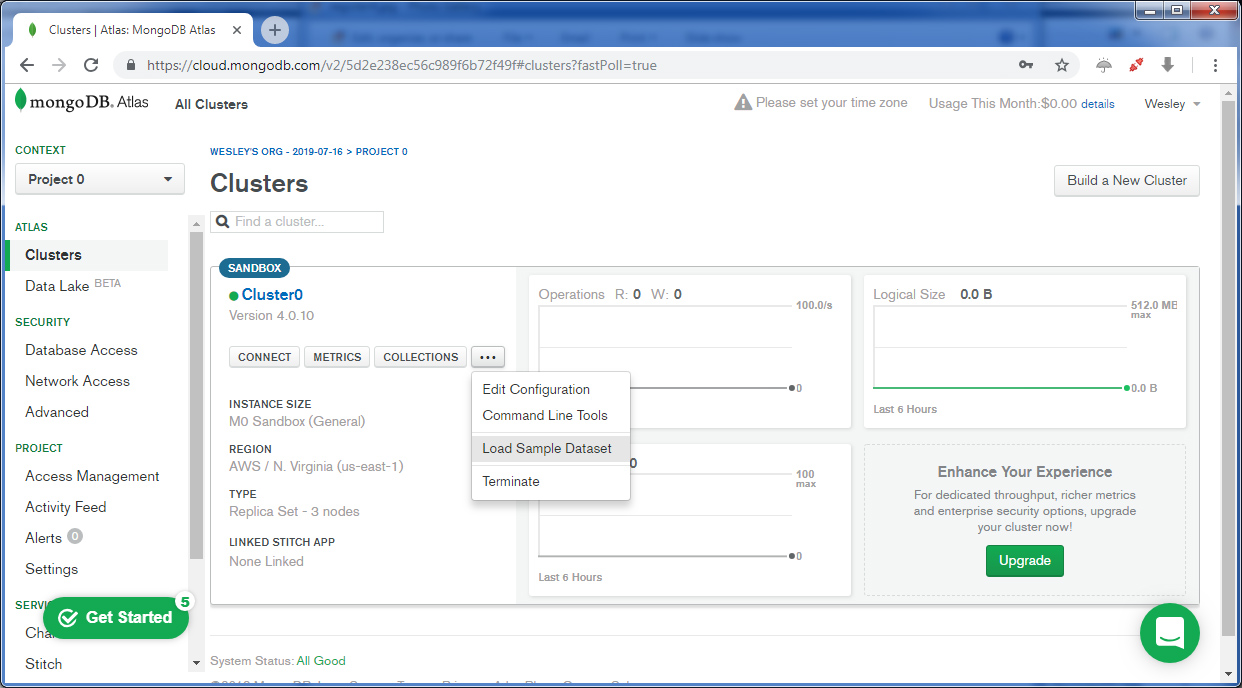 Clusters | Atlas: MongoDB Atlas
https://cloud.mongodb.com/v2/5d2e238ec56c989f6b72f49f#clusters?fastPoll=true
mongoDB. Atlas
All Clusters
Please set your time zone
Usage This Month:$0.00 details
Wesley
CONTEXT
Project 0
ATLAS
Clusters
Data Lake BETA
SECURITY
Database Access
Network Access
Advanced
PROJECT
Access Management
Activity Feed
Alerts 0
Settings
Get Started
5
Stitch
WESLEY'S ORG - 2019-07-16 > PROJECT 0
Clusters
Build a New Cluster
Find a cluster...
SANDBOX
Cluster0
Version 4.0.10
CONNECT
METRICS
COLLECTIONS
...
Edit Configuration
Command Line Tools
Load Sample Dataset
Terminate
INSTANCE SIZE
M0 Sandbox (General)
REGION
AWS / N. Virginia (us-east-1)
TYPE
Replica Set - 3 nodes
LINKED STITCH APP
None Linked
Operations R: 0 W: 0
100.0/s
0
Logical Size 0.0 B
512.0 MB
max
0.0 B
Last 6 Hours
0
100
max
0
Last 6 Hours
Enhance Your Experience
For dedicated throughput, richer metrics
and enterprise security options, upgrade
your cluster now!
Upgrade
System Status: All Good